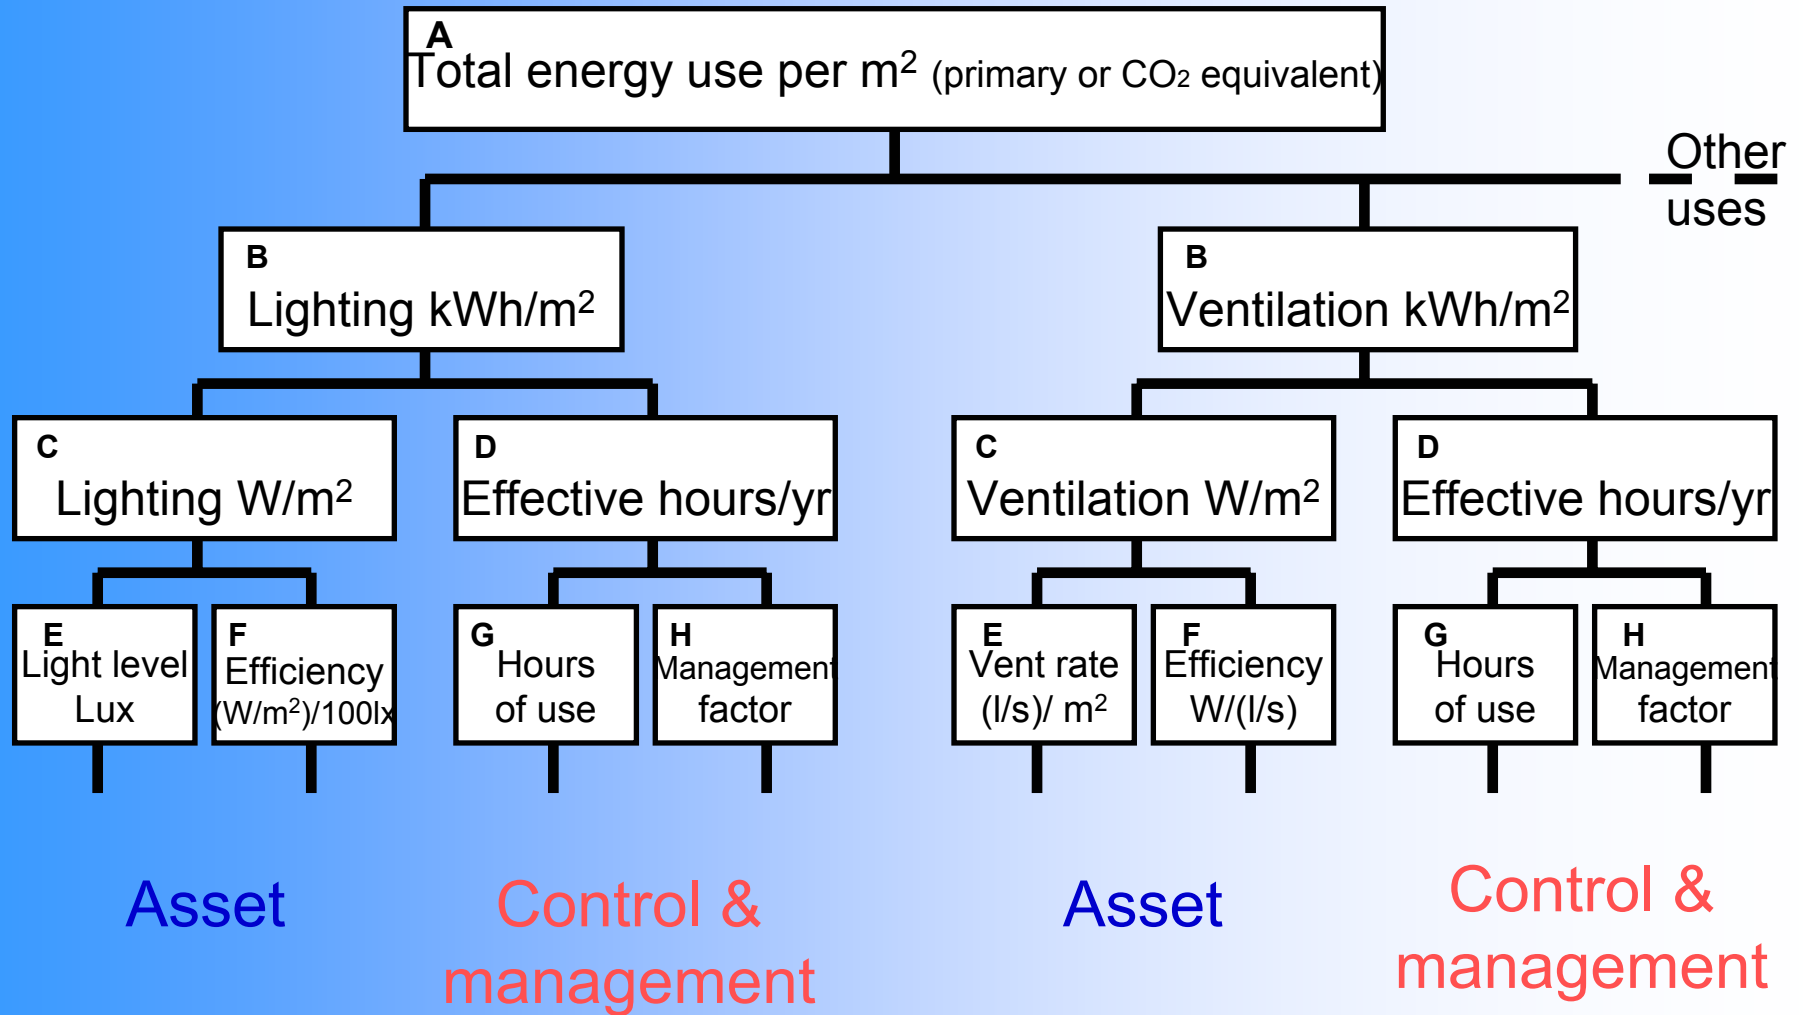 A
Total energy use per m² (primary or CO₂ equivalent)
Other
uses
B
Lighting kWh/m²
B
Ventilation kWh/m²
C
Lighting W/m²
D
Effective hours/yr
C
Ventilation W/m²
D
Effective hours/yr
E
Light level
Lux
F
Efficiency
(W/m²)/100lx
G
Hours
of use
H
Management
factor
E
Vent rate
(l/s)/ m²
F
Efficiency
W/(l/s)
G
Hours
of use
H
Management
factor
Asset
Control &
management
Asset
Control &
management